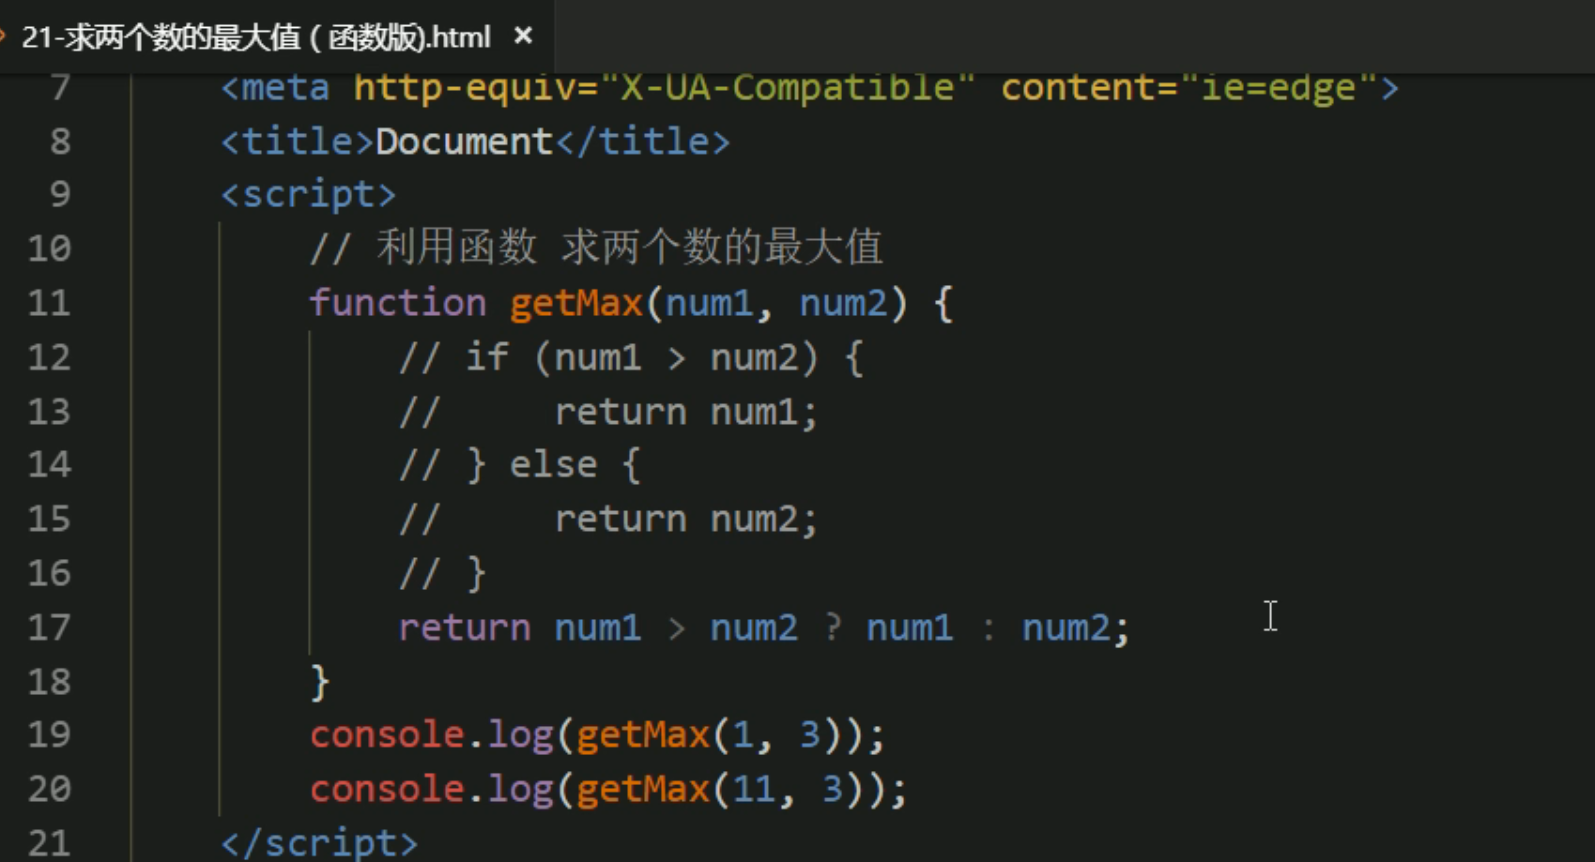 21-求两个数的最大值（函数版).html ×
7 <meta http-equiv="X-UA-Compatible" content="ie=edge">
8 <title>Document</title>
9 <script>
10 // 利用函数 求两个数的最大值
11 function getMax(num1, num2) {
12 // if (num1 > num2) {
13 //     return num1;
14 // } else {
15 //     return num2;
16 // }
17 return num1 > num2 ? num1 : num2;
18 }
19 console.log(getMax(1, 3));
20 console.log(getMax(11, 3));
21 </script>